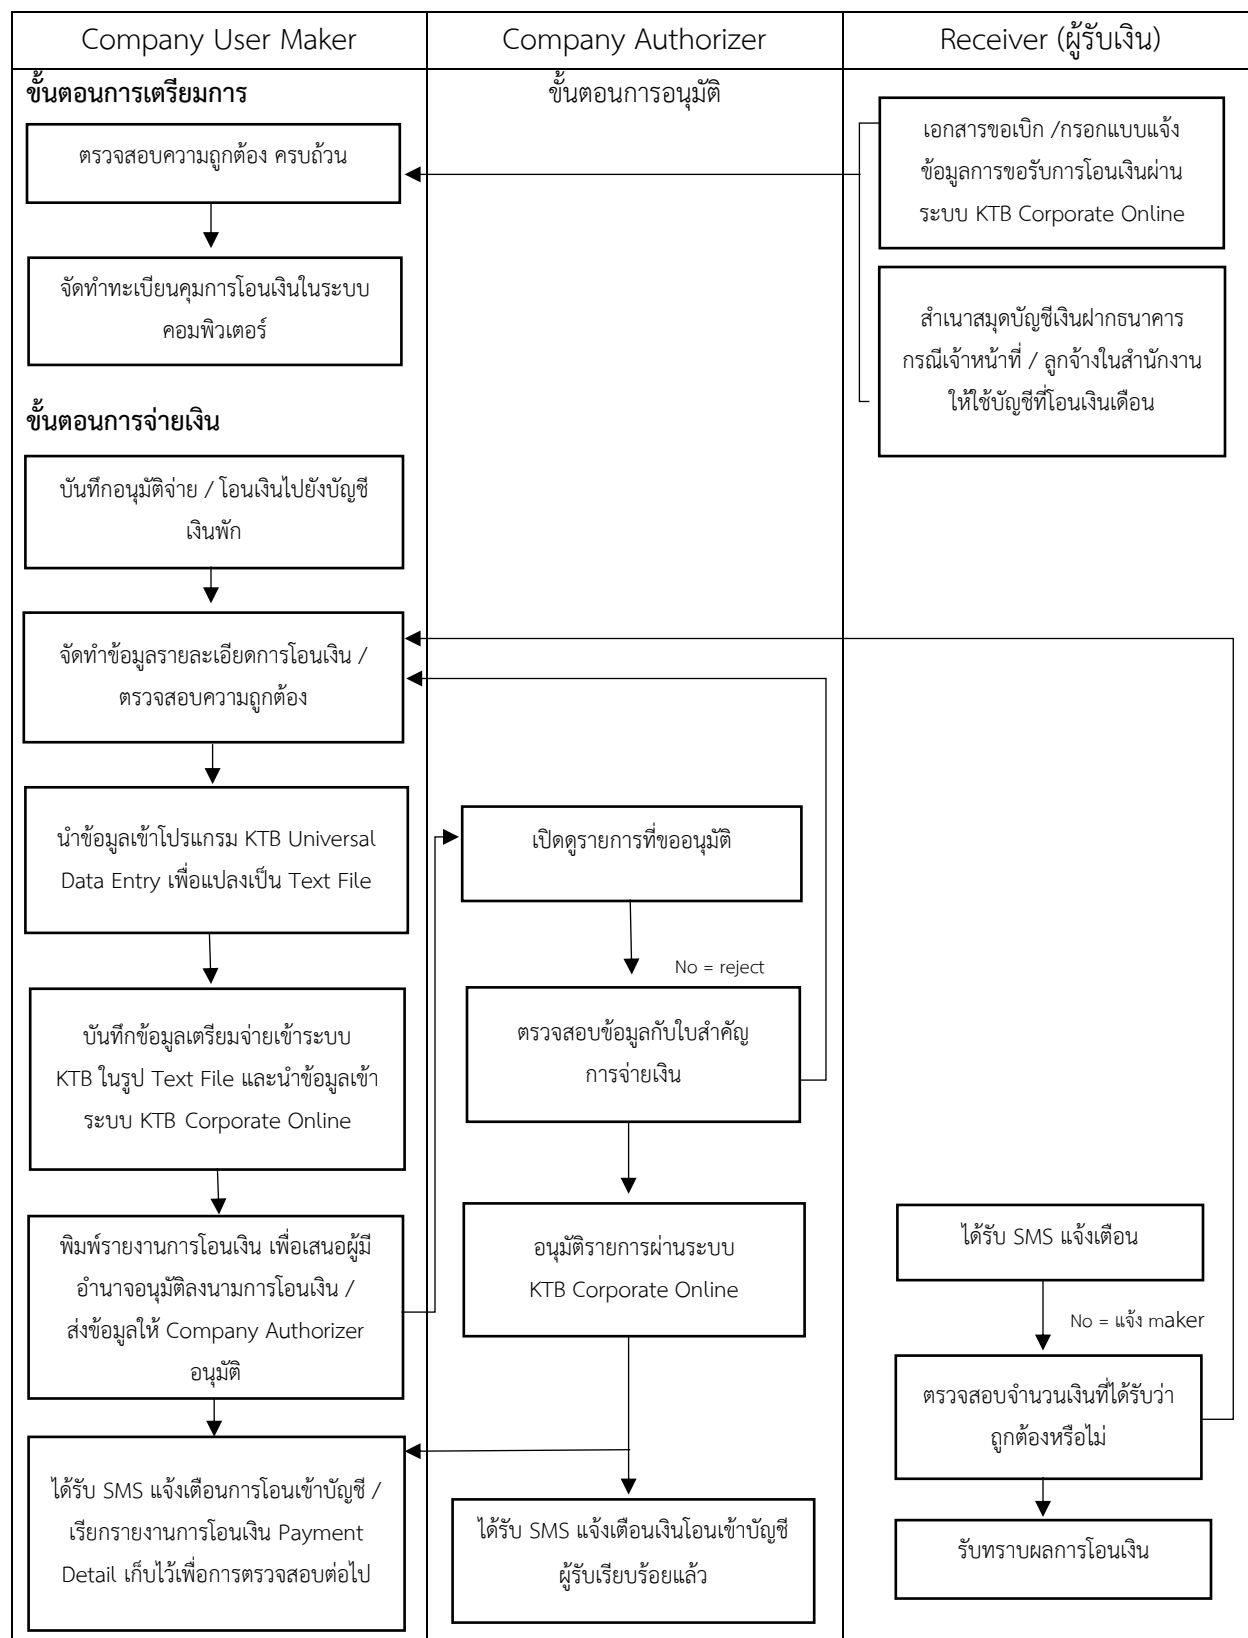 Company User Maker
Company Authorizer
Receiver (ผู้รับเงิน)
ขั้นตอนการเตรียมการ
ตรวจสอบความถูกต้อง ครบถ้วน
จัดทำทะเบียนคุมการโอนเงินในระบบ
คอมพิวเตอร์
ขั้นตอนการจ่ายเงิน
บันทึกอนุมัติจ่าย / โอนเงินไปยังบัญชี
เงินพัก
จัดทำข้อมูลรายละเอียดการโอนเงิน /
ตรวจสอบความถูกต้อง
นำข้อมูลเข้าโปรแกรม KTB Universal
Data Entry เพื่อแปลงเป็น Text File
บันทึกข้อมูลเตรียมจ่ายเข้าระบบ
KTB ในรูป Text File และนำข้อมูลเข้า
ระบบ KTB Corporate Online
พิมพ์รายงานการโอนเงิน เพื่อเสนอผู้มี
อำนาจอนุมัติลงนามการโอนเงิน /
ส่งข้อมูลให้ Company Authorizer
อนุมัติ
ได้รับ SMS แจ้งเตือนการโอนเข้าบัญชี /
เรียกรายงานการโอนเงิน Payment
Detail เก็บไว้เพื่อการตรวจสอบต่อไป
ขั้นตอนการอนุมัติ
เปิดดูรายการที่ขออนุมัติ
No = reject
ตรวจสอบข้อมูลกับใบสำคัญ
การจ่ายเงิน
อนุมัติรายการผ่านระบบ
KTB Corporate Online
ได้รับ SMS แจ้งเตือนเงินโอนเข้าบัญชี
ผู้รับเรียบร้อยแล้ว
เอกสารขอเบิก /กรอกแบบแจ้ง
ข้อมูลการขอรับการโอนเงินผ่าน
ระบบ KTB Corporate Online
สำเนาสมุดบัญชีเงินฝากธนาคาร
กรณีเจ้าหน้าที่ / ลูกจ้างในสำนักงาน
ให้ใช้บัญชีที่โอนเงินเดือน
ได้รับ SMS แจ้งเตือน
No = แจ้ง maker
ตรวจสอบจำนวนเงินที่ได้รับว่า
ถูกต้องหรือไม่
รับทราบผลการโอนเงิน